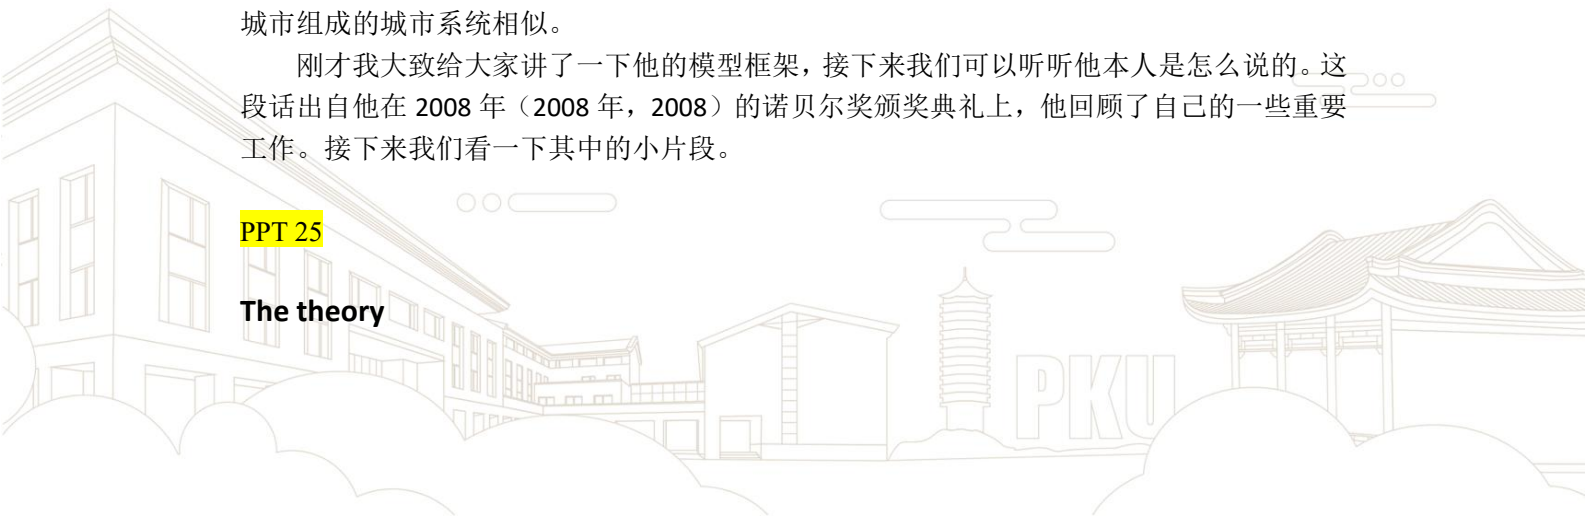 城市组成的城市系统相似。
刚才我大致给大家讲了一下他的模型框架，接下来我们可以听听他本人是怎么说的。这
段话出自他在 2008 年（2008 年，2008）的诺贝尔奖颁奖典礼上，他回顾了自己的一些重要
工作。接下来我们看一下其中的小片段。
PPT 25
The theory
PKU